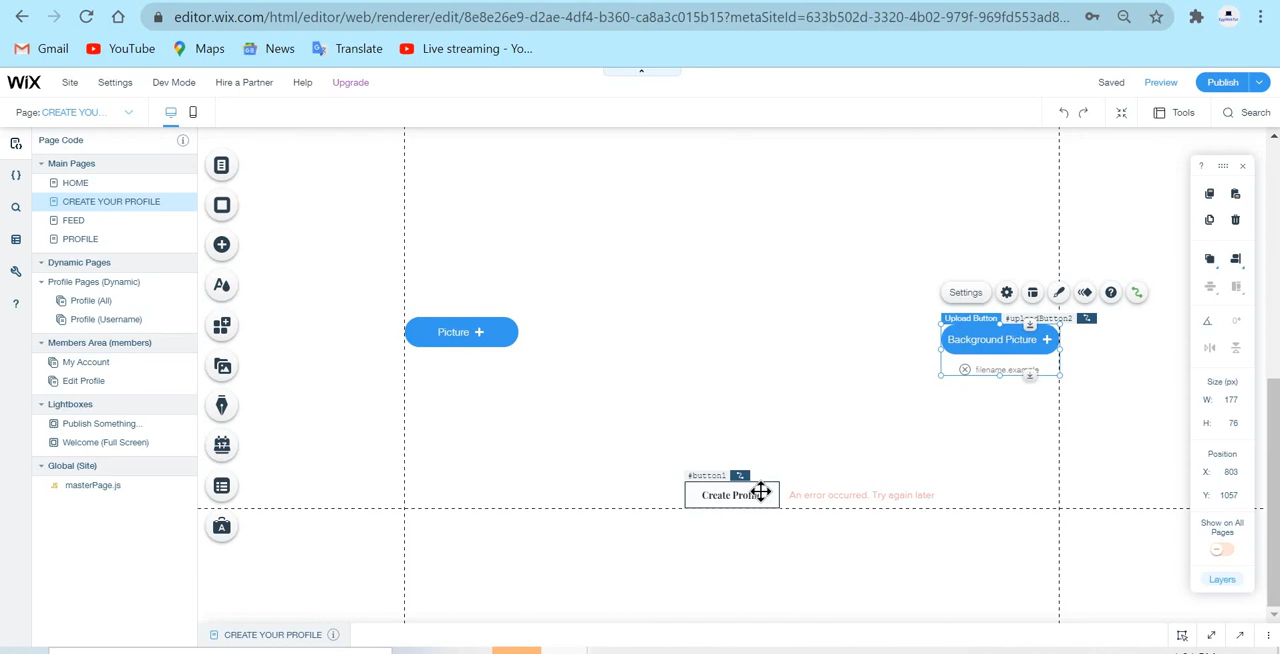 editor.wix.com/html/editor/web/renderer/edit/8e8e26e9-d2ae-4df4-b360-ca8a3c015b15?metaSiteId=633b502d-3320-4b02-979f-969fd553ad8...
Gmail YouTube Maps News Translate Live streaming - Yo...
WiX Site Settings Dev Mode Hire a Partner Help Upgrade Saved Preview Publish
Page: CREATE YOU... Tools Search
Page Code
Main Pages
HOME
CREATE YOUR PROFILE
FEED
PROFILE
Dynamic Pages
Profile Pages (Dynamic)
Profile (All)
Profile (Username)
Members Area (members)
My Account
Edit Profile
Lightboxes
Publish Something...
Welcome (Full Screen)
Global (Site)
masterPage.js
Settings
Upload Button #uploadButton2
Picture +
Background Picture +
filename.example
#button1
Create Profile An error occurred. Try again later
0°
Size (px)
W: 177
H: 76
Position
X: 803
Y: 1057
Show on All
Pages
Layers
CREATE YOUR PROFILE